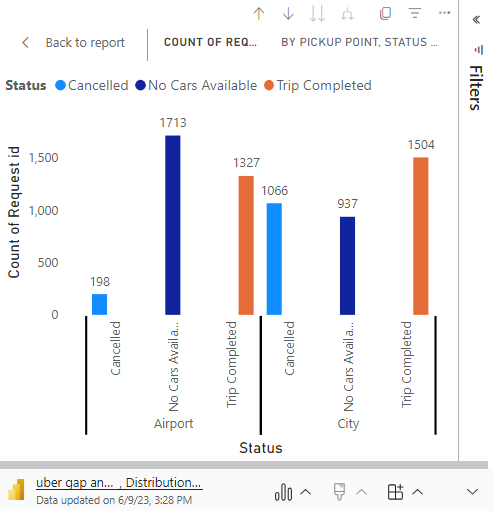 Back to report
COUNT OF REQ...
BY PICKUP POINT, STATUS ...
Filters
Status Cancelled No Cars Available Trip Completed
Count of Request id
1,500
1,000
500
0
198
1713
1327
1066
937
1504
Cancelled
No Cars Availa...
Trip Completed
Cancelled
No Cars Availa...
Trip Completed
Airport
City
Status
uber gap an... , Distribution...
Data updated on 6/9/23, 3:28 PM